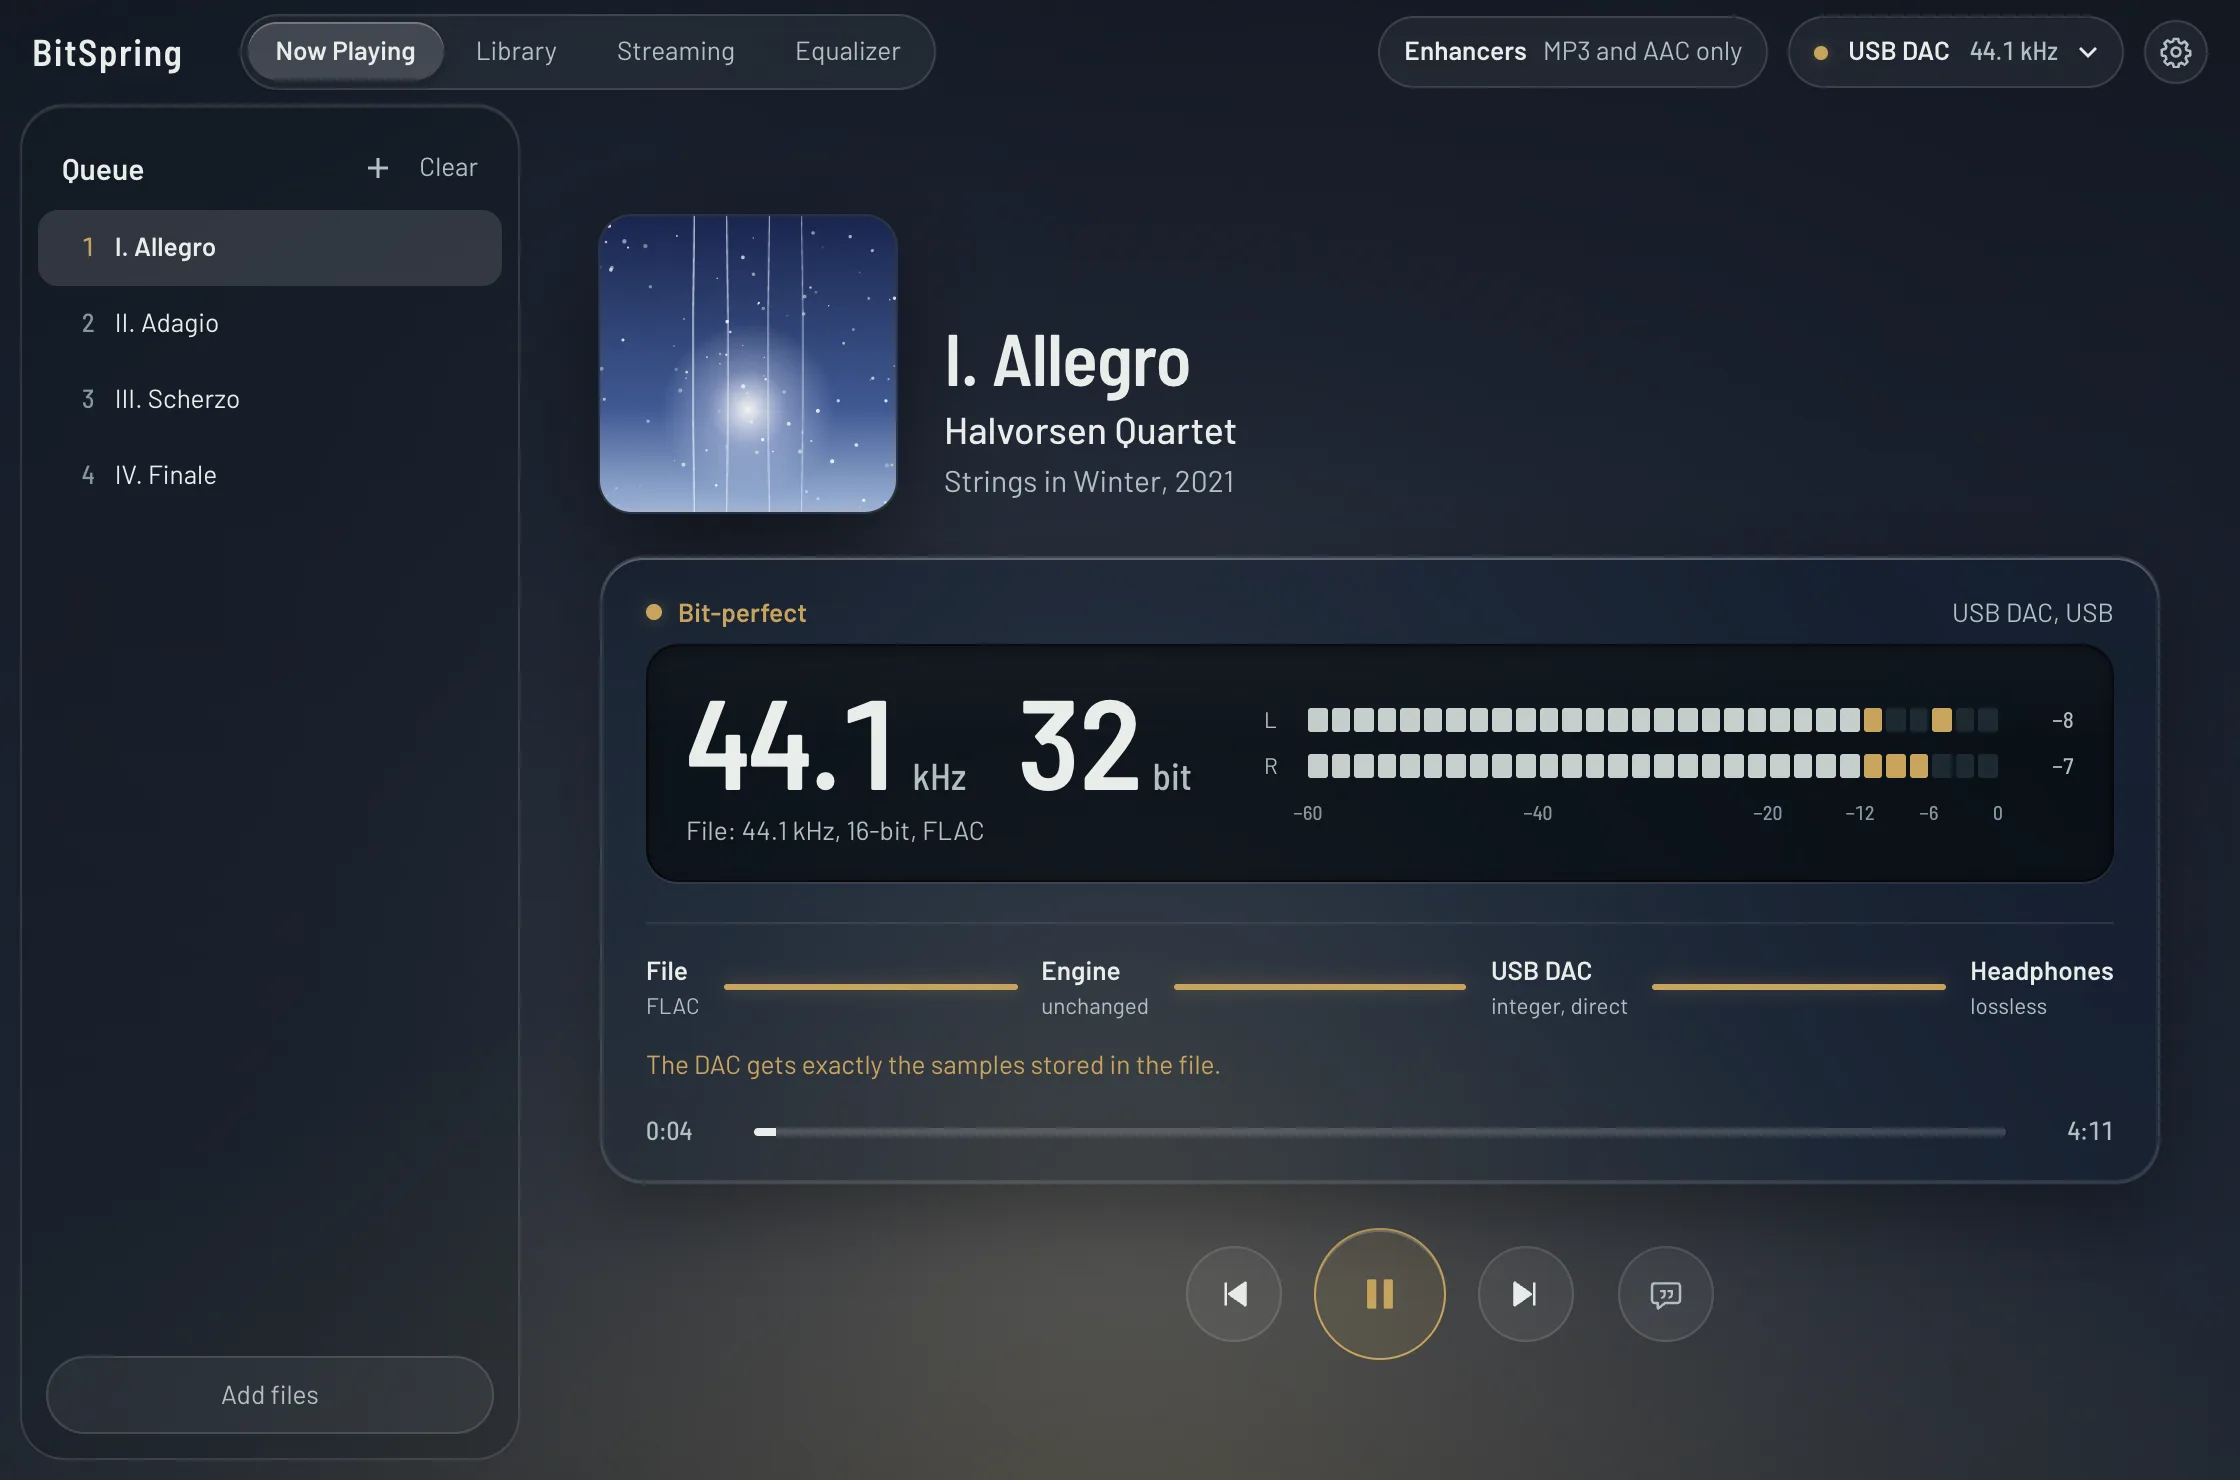 BitSpring
Now Playing
Library
Streaming
Equalizer
Enhancers MP3 and AAC only
USB DAC 44.1 kHz
Queue
+ Clear
1 I. Allegro
2 II. Adagio
3 III. Scherzo
4 IV. Finale
Add files
I. Allegro
Halvorsen Quartet
Strings in Winter, 2021
Bit-perfect
USB DAC, USB
44.1 kHz 32 bit
File: 44.1 kHz, 16-bit, FLAC
L -8
R -7
-60 -40 -20 -12 -6 0
File
FLAC
Engine
unchanged
USB DAC
integer, direct
Headphones
lossless
The DAC gets exactly the samples stored in the file.
0:04 4:11